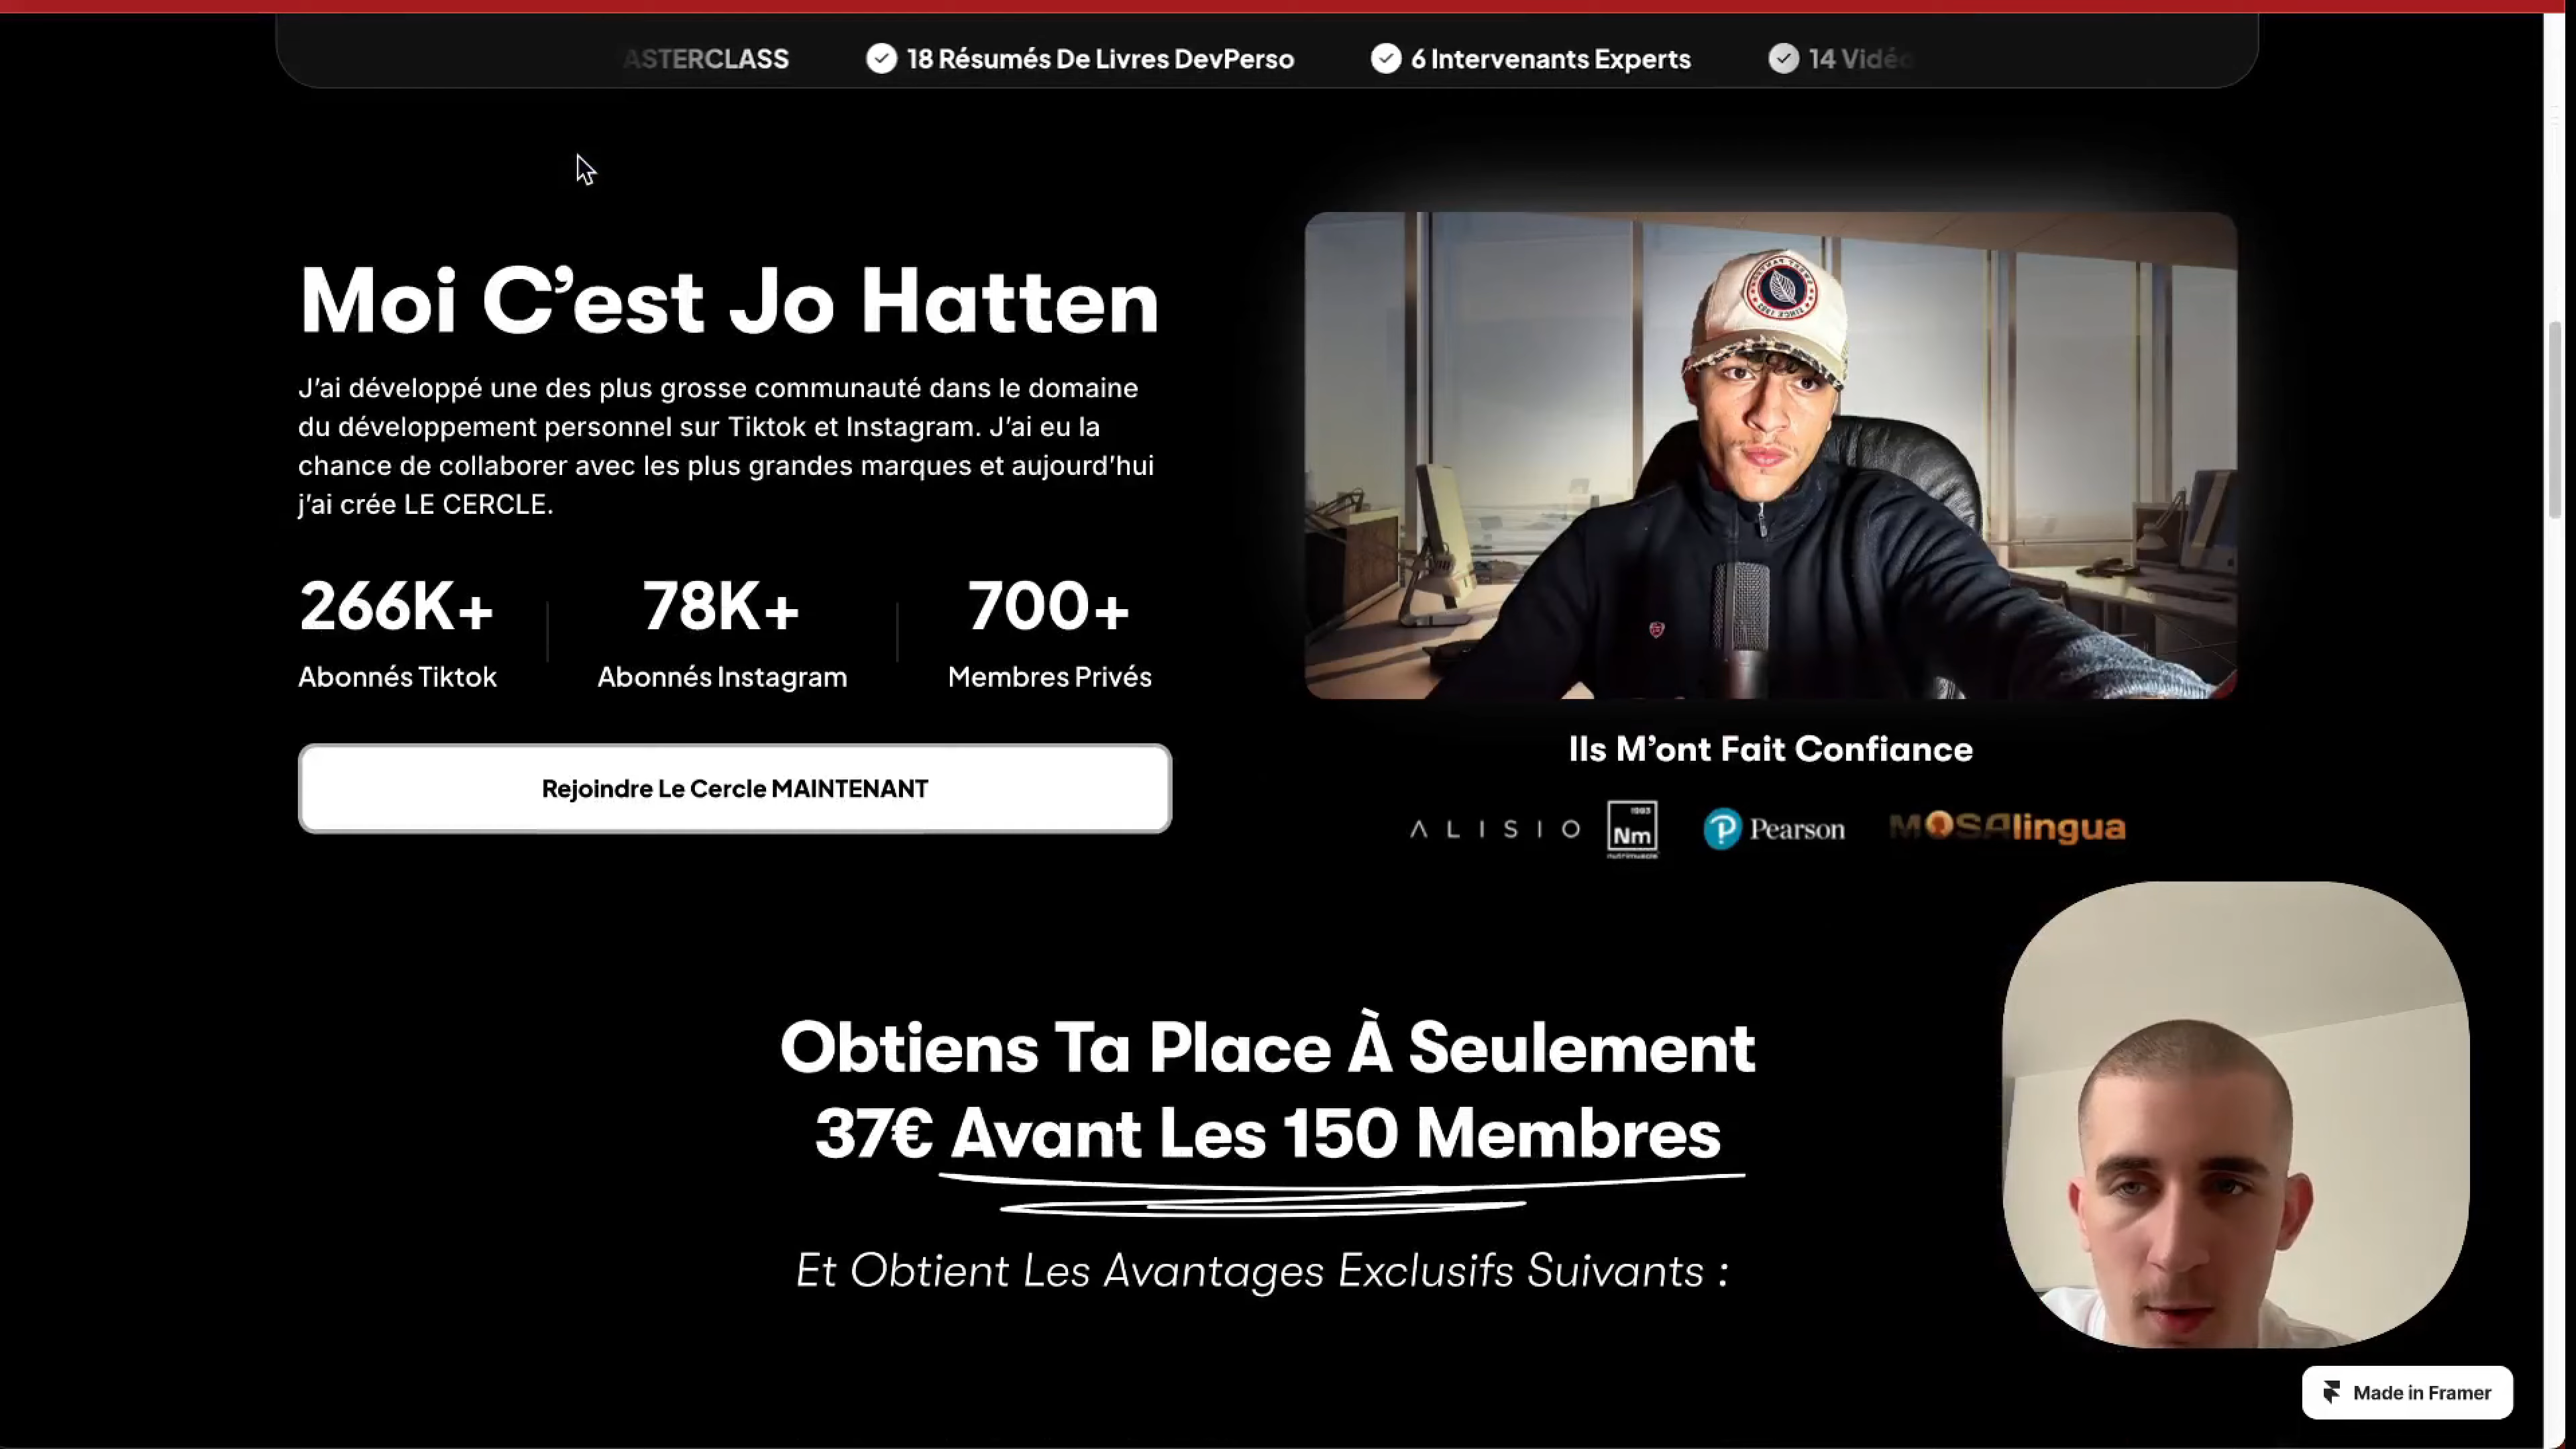 ASTERCLASS
18 Résumés De Livres DevPerso
6 Intervenants Experts
14 Vidéo
Moi C’est Jo Hatten
J’ai développé une des plus grosse communauté dans le domaine
du développement personnel sur Tiktok et Instagram. J’ai eu la
chance de collaborer avec les plus grandes marques et aujourd’hui
j’ai crée LE CERCLE.
266K+
Abonnés Tiktok
78K+
Abonnés Instagram
700+
Membres Privés
Rejoindre Le Cercle MAINTENANT
SINCE
Ils M’ont Fait Confiance
ALISIO
1993
Nm
nutrimuscle
Pearson
MOSAlingua
Obtiens Ta Place À Seulement
37€ Avant Les 150 Membres
Et Obtient Les Avantages Exclusifs Suivants :
Made in Framer